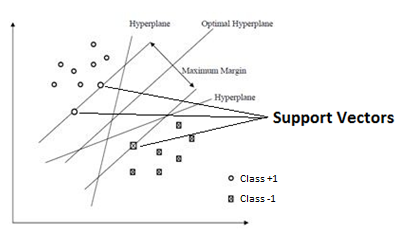 Hyperplane
Optimal Hyperplane
Maximum Margin
Hyperplane
Support Vectors
Class +1
Class -1